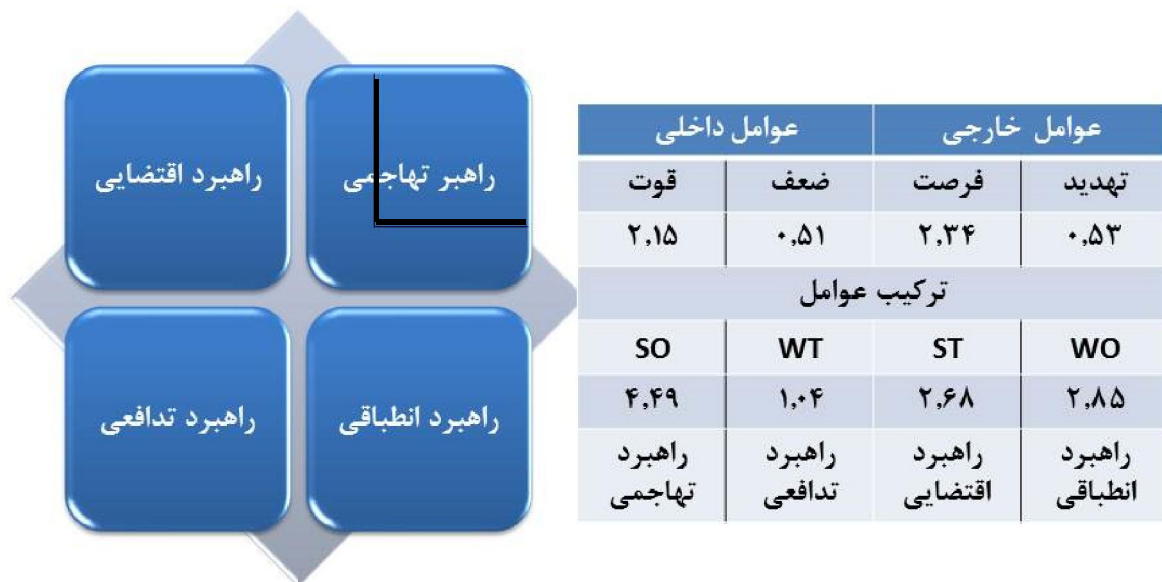 راهبر تهاجمی
راهبرد اقتضایی
راهبرد انطباقی
راهبرد تدافعی
عوامل خارجی عوامل داخلی
تهدید فرصت ضعف قوت
۰,۵۳ ۲,۳۴ ۰,۵۱ ۲,۱۵
ترکیب عوامل
WO ST WT SO
۲,۸۵ ۲,۶۸ ۱,۰۴ ۴,۴۹
راهبرد راهبرد راهبرد راهبرد
انطباقی اقتضایی تدافعی تهاجمی